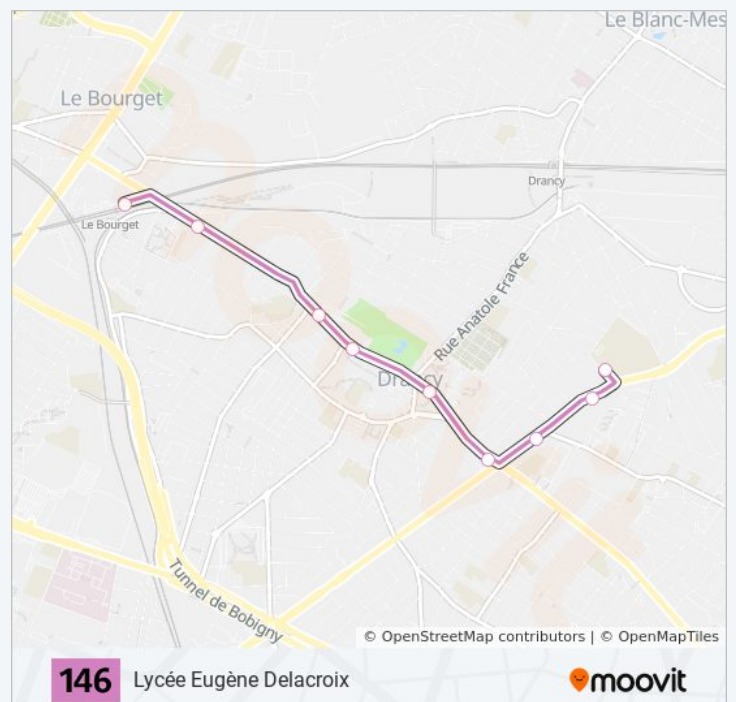 Le Blanc-Mes
Le Bourget
Drancy
Le Bourget
Rue Anatole France
Drancy
Tunnel de Bobigny
© OpenStreetMap contributors | © OpenMapTiles
146 Lycée Eugène Delacroix moovit